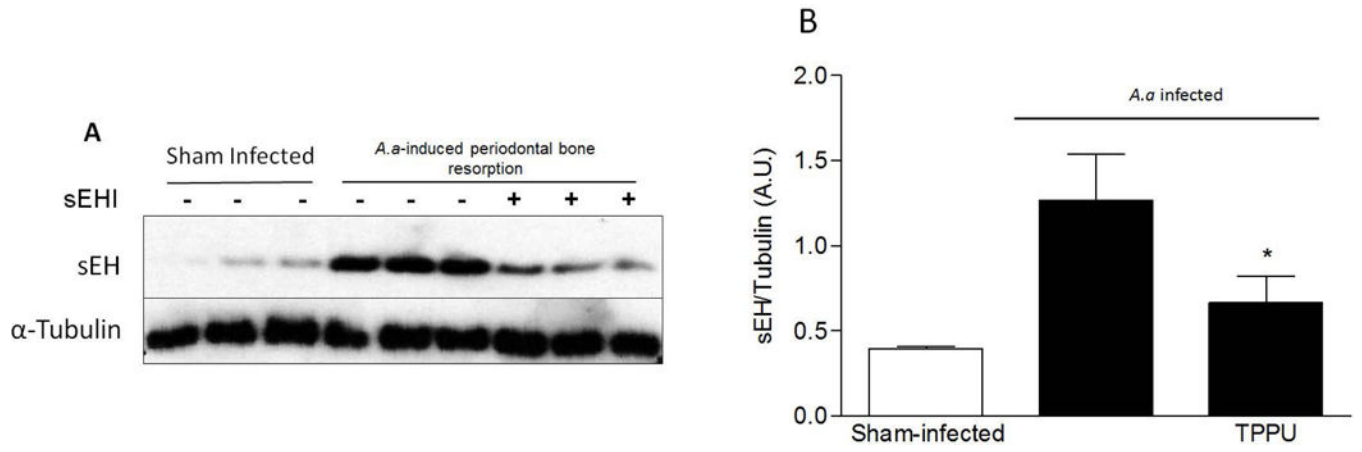 A
Sham Infected
A.a-induced periodontal bone
resorption
sEHI - - - - - - + + +
sEH
α-Tubulin
B
A.a infected
2.0
1.5
1.0
0.5
0.0
sEH/Tubulin (A.U.)
*
Sham-infected TPPU